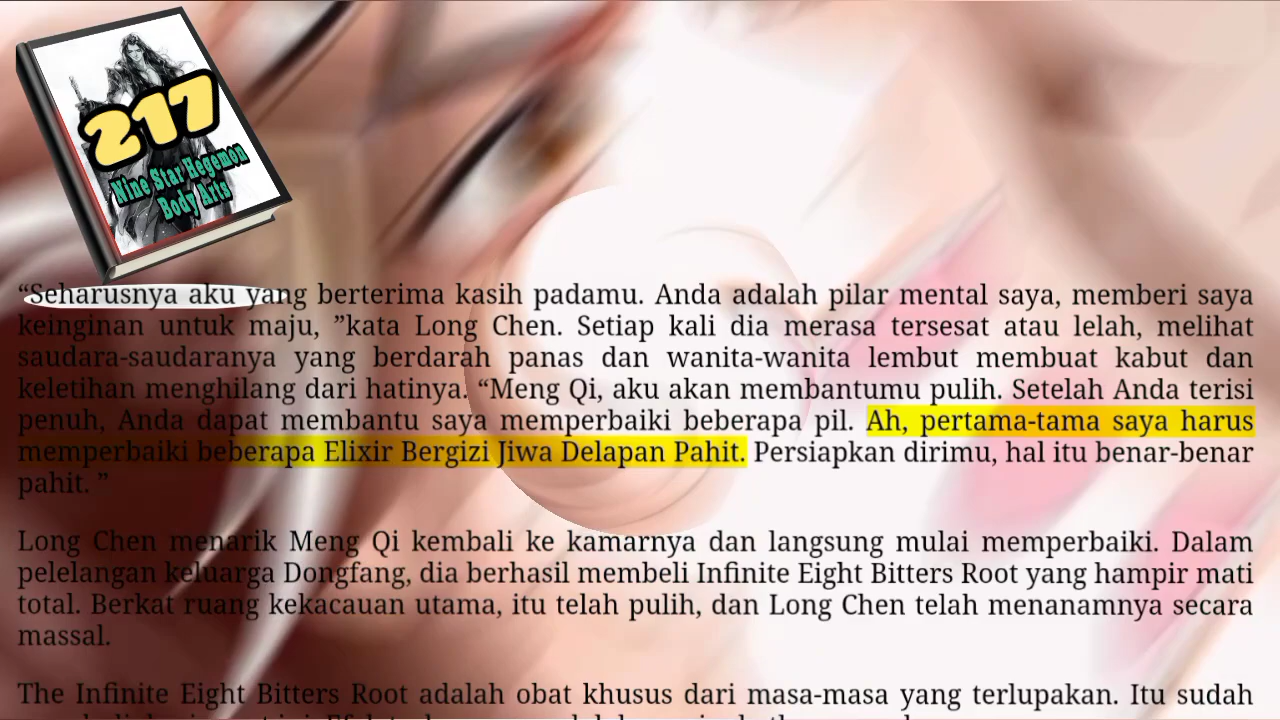 217
Nine Star Hegemon
Body Arts
“Seharusnya aku yang berterima kasih padamu. Anda adalah pilar mental saya, memberi saya
keinginan untuk maju, ”kata Long Chen. Setiap kali dia merasa tersesat atau lelah, melihat
saudara-saudaranya yang berdarah panas dan wanita-wanita lembut membuat kabut dan
keletihan menghilang dari hatinya. “Meng Qi, aku akan membantumu pulih. Setelah Anda terisi
penuh, Anda dapat membantu saya memperbaiki beberapa pil. Ah, pertama-tama saya harus
memperbaiki beberapa Elixir Bergizi Jiwa Delapan Pahit. Persiapkan dirimu, hal itu benar-benar
pahit. ”
Long Chen menarik Meng Qi kembali ke kamarnya dan langsung mulai memperbaiki. Dalam
pelelangan keluarga Dongfang, dia berhasil membeli Infinite Eight Bitters Root yang hampir mati
total. Berkat ruang kekacauan utama, itu telah pulih, dan Long Chen telah menanamnya secara
massal.
The Infinite Eight Bitters Root adalah obat khusus dari masa-masa yang terlupakan. Itu sudah